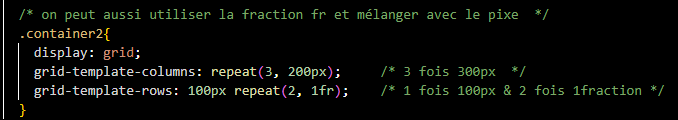 /* on peut aussi utiliser la fraction fr et mélanger avec le pixe  */
.container2{
  display: grid;
  grid-template-columns: repeat(3, 200px);     /* 3 fois 300px  */
  grid-template-rows: 100px repeat(2, 1fr);    /* 1 fois 100px & 2 fois 1fraction */
}